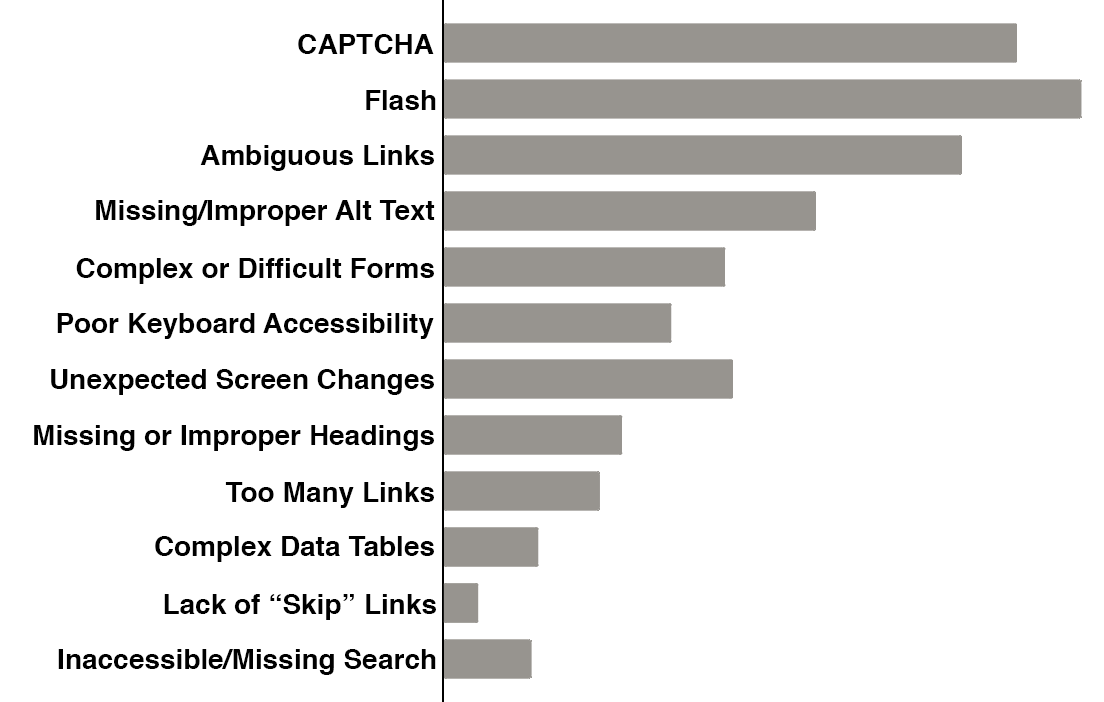 CAPTCHA
Flash
Ambiguous Links
Missing/Improper Alt Text
Complex or Difficult Forms
Poor Keyboard Accessibility
Unexpected Screen Changes
Missing or Improper Headings
Too Many Links
Complex Data Tables
Lack of “Skip” Links
Inaccessible/Missing Search